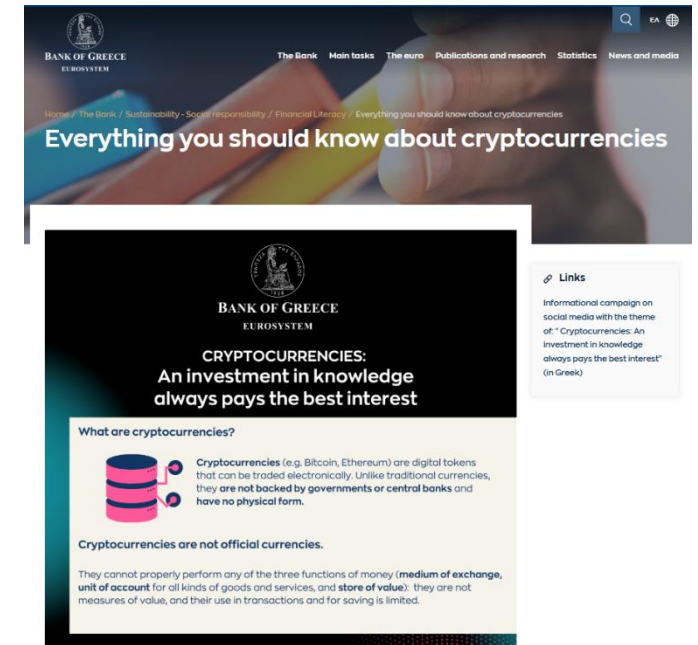 ΕΛ
BANK OF GREECE
EUROSYSTEM
The Bank Main tasks The euro Publications and research Statistics News and media
Home / The Bank / Sustainability - Social responsibility / Financial Literacy / Everything you should know about cryptocurrencies
Everything you should know about cryptocurrencies
BANK OF GREECE
EUROSYSTEM
CRYPTOCURRENCIES:
An investment in knowledge
always pays the best interest
What are cryptocurrencies?
Cryptocurrencies (e.g. Bitcoin, Ethereum) are digital tokens
that can be traded electronically. Unlike traditional currencies,
they are not backed by governments or central banks and
have no physical form.
Cryptocurrencies are not official currencies.
They cannot properly perform any of the three functions of money (medium of exchange,
unit of account for all kinds of goods and services, and store of value): they are not
measures of value, and their use in transactions and for saving is limited.
Links
Informational campaign on
social media with the theme
of: " Cryptocurrencies: An
investment in knowledge
always pays the best interest"
(in Greek)